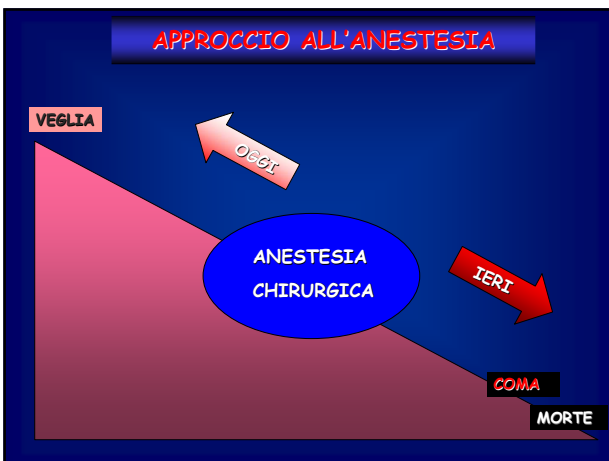 APPROCCIO ALL'ANESTESIA
VEGLIA
OGGI
ANESTESIA
CHIRURGICA
IERI
COMA
MORTE